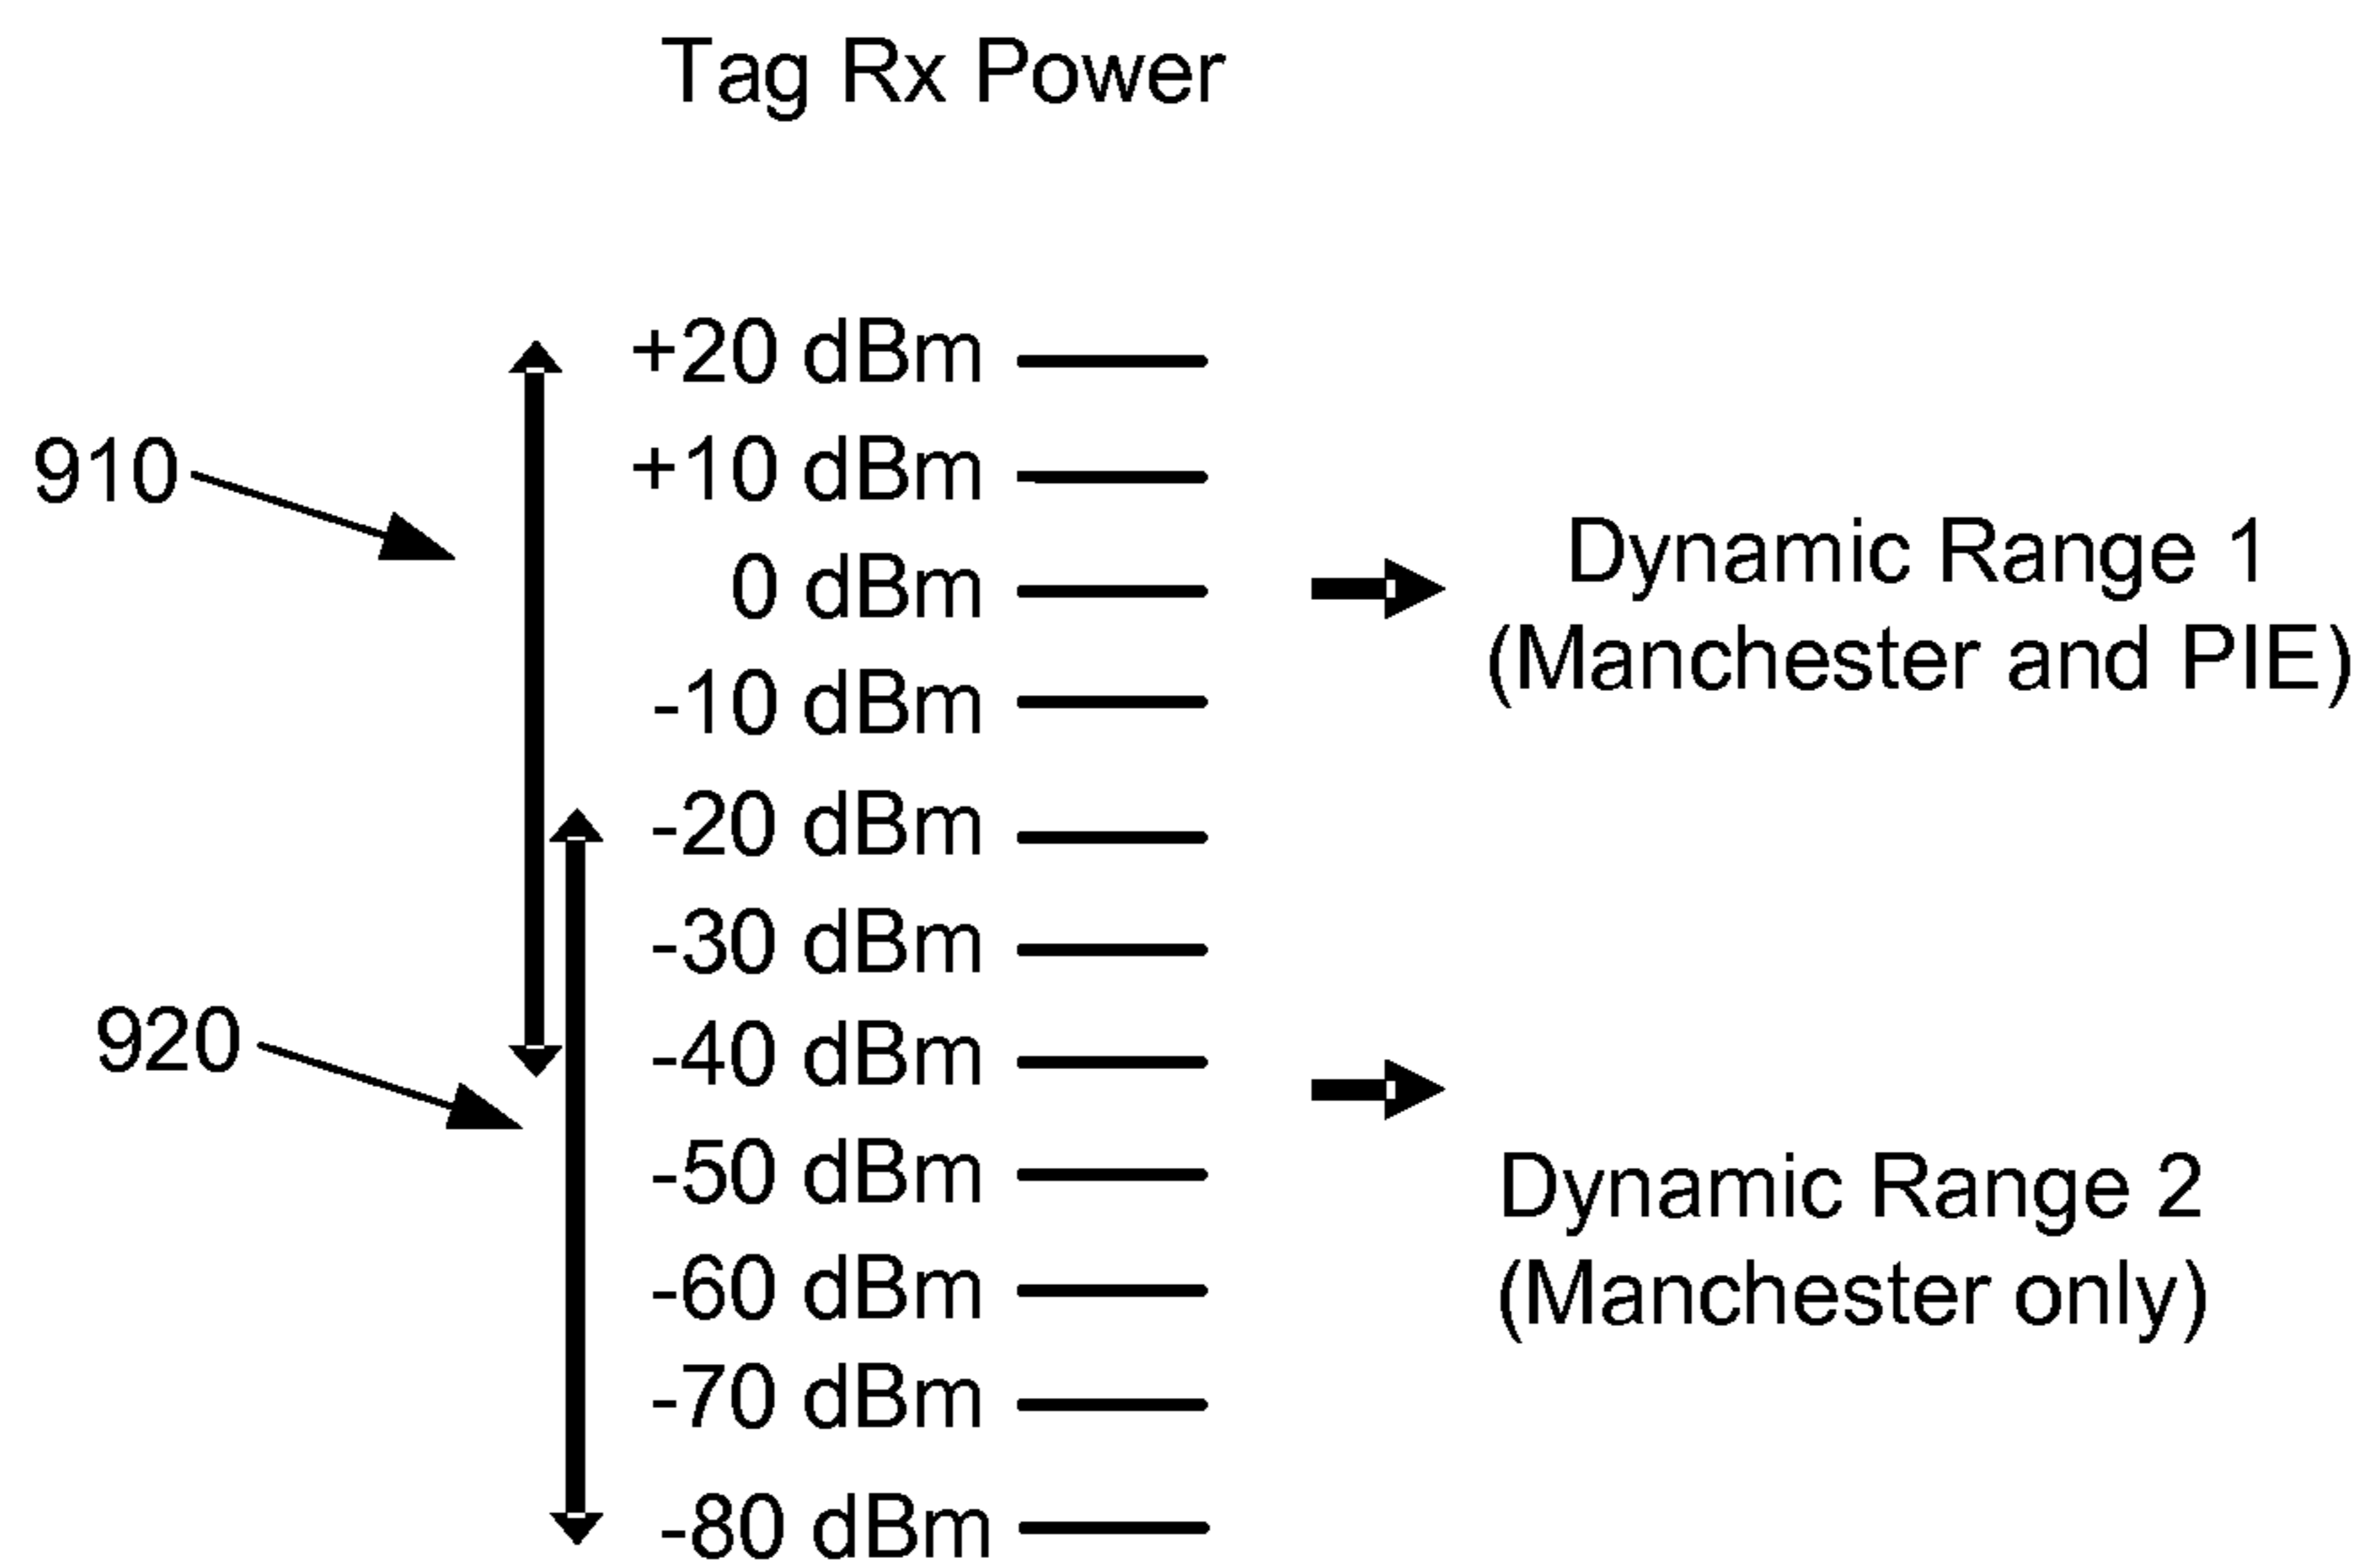 Tag Rx Power
+20 dBm
910
+10 dBm
0 dBm
Dynamic Range 1
(Manchester and PIE)
-10 dBm
-20 dBm
-30 dBm
920
-40 dBm
-50 dBm
Dynamic Range 2
(Manchester only)
-60 dBm
-70 dBm
-80 dBm